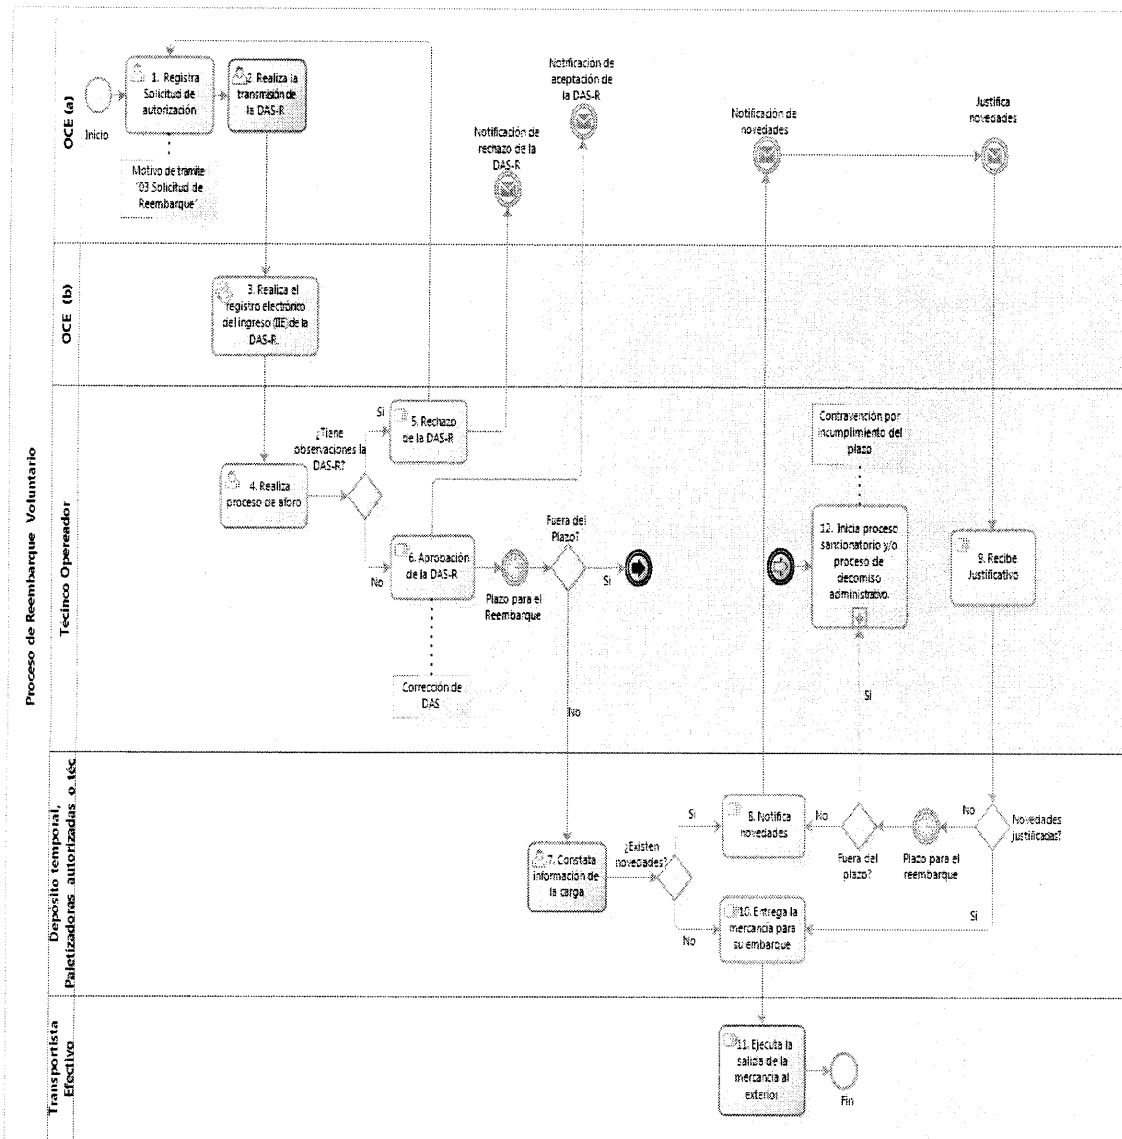 Proceso de Reembarque Voluntario
OCE (a)
Inicio
1. Registra
Solicitud de
autorización
2. Realiza la
transmisión de
la DAS-R
Motivo de tramite
'03 Solicitud de
Reembarque'
Notificación de
rechazo de la
DAS-R
Notificación de
aceptación de
la DAS-R
Notificación de
novedades
Justifica
novedades
OCE (b)
3. Realiza el
registro electrónico
del ingreso (IIE) de la
DAS-R.
Tecinco Opereador
4. Realiza
proceso de aforo
¿Tiene
observaciones la
DAS-R?
Si
No
5. Rechazo
de la DAS-R
6. Aprobación
de la DAS-R
Corrección de
DAS
Plazo para el
Reembarque
Fuera del
Plazo?
Si
No
Contravención por
incumplimiento del
plazo
12. Inicia proceso
sancionatorio y/o
proceso de
decomiso
administrativo.
Si
9. Recibe
Justificativo
Deposito temporal,
Paletizadoras autorizadas o téc
7. Constata
información de
la carga
¿Existen
novedades?
Si
No
8. Notifica
novedades
No
Fuera del
plazo?
Plazo para el
reembarque
No
Novedades
justificadas?
Si
10. Entrega la
mercancía para
su embarque
Transportista
Efectivo
11. Ejecuta la
salida de la
mercancía al
exterior
Fin